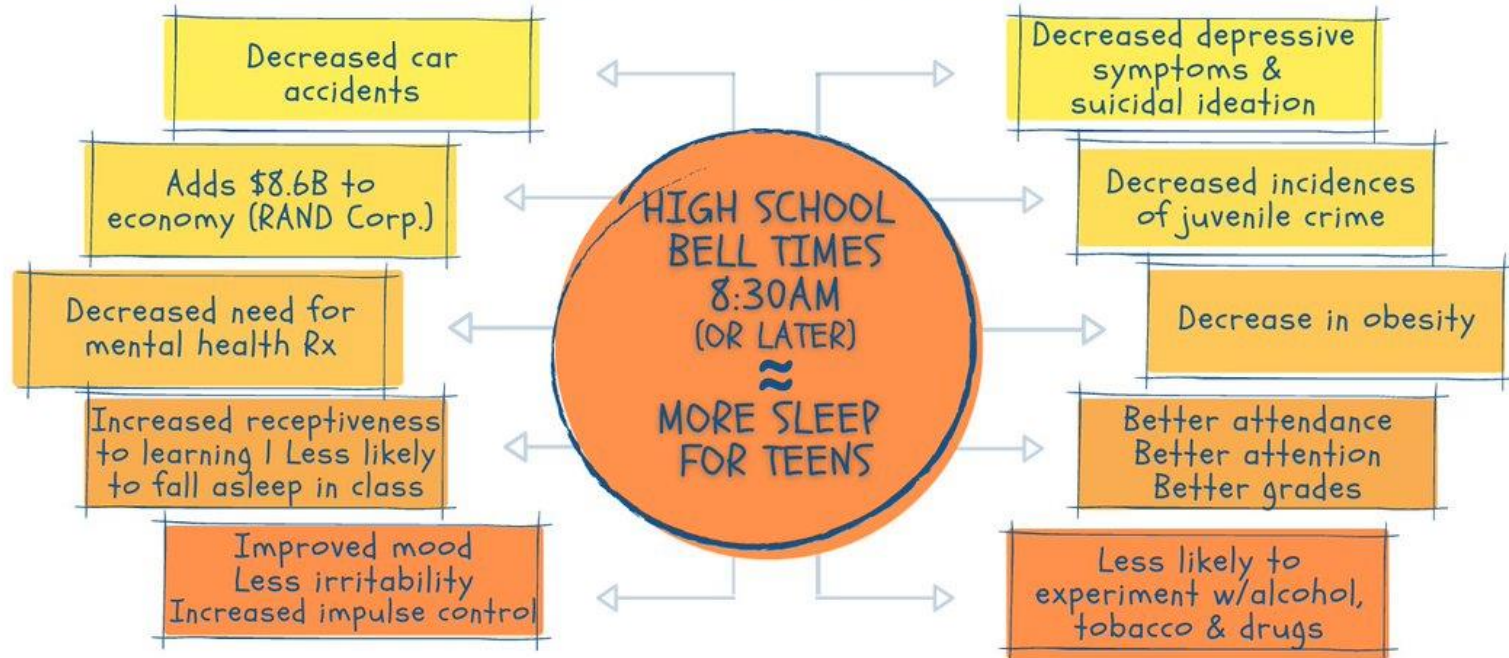 Decreased car
accidents
Adds $8.6B to
economy (RAND Corp.)
Decreased need for
mental health Rx
Increased receptiveness
to learning | Less likely
to fall asleep in class
Improved mood
Less irritability
Increased impulse control
HIGH SCHOOL
BELL TIMES
8:30AM
(OR LATER)
≈
MORE SLEEP
FOR TEENS
Decreased depressive
symptoms &
suicidal ideation
Decreased incidences
of juvenile crime
Decrease in obesity
Better attendance
Better attention
Better grades
Less likely to
experiment w/alcohol,
tobacco & drugs